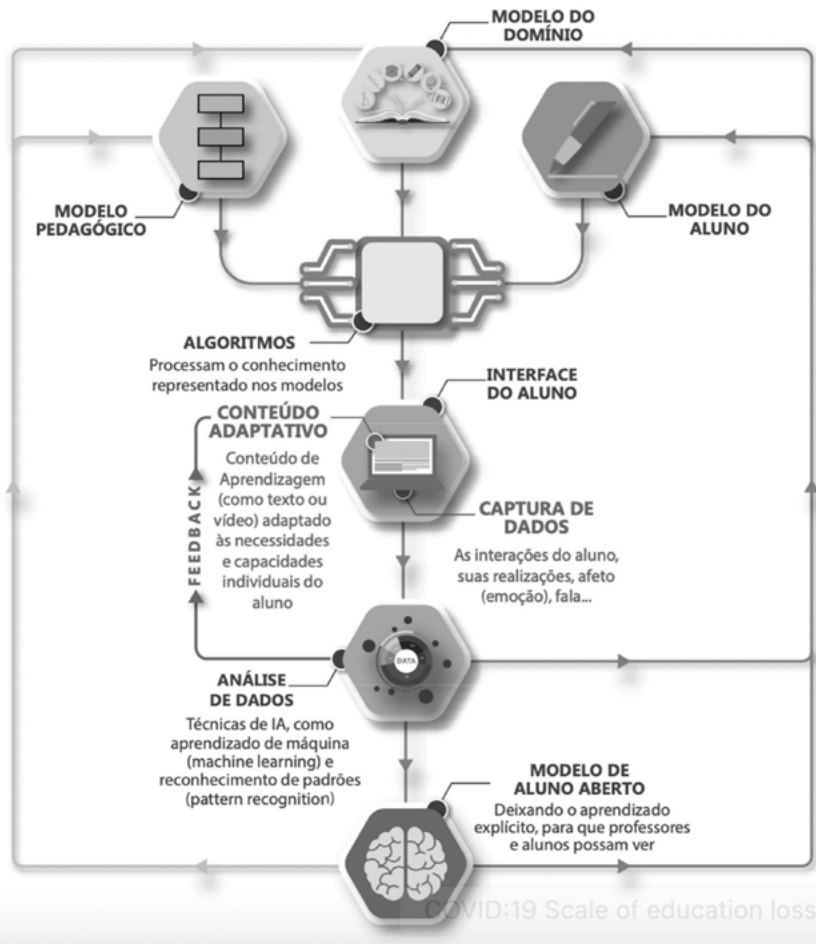 MODELO DO
DOMÍNIO
MODELO
PEDAGÓGICO
MODELO DO
ALUNO
ALGORITMOS
Processam o conhecimento
representado nos modelos
INTERFACE
DO ALUNO
CONTEÚDO
ADAPTATIVO
Conteúdo de
Aprendizagem
(como texto ou
vídeo) adaptado
às necessidades
e capacidades
individuais do
aluno
FEEDBACK
CAPTURA DE
DADOS
As interações do aluno,
suas realizações, afeto
(emoção), fala...
DATA
ANÁLISE
DE DADOS
Técnicas de IA, como
aprendizado de máquina
(machine learning) e
reconhecimento de padrões
(pattern recognition)
MODELO DE
ALUNO ABERTO
Deixando o aprendizado
explícito, para que professores
e alunos possam ver
COVID:19 Scale of education loss